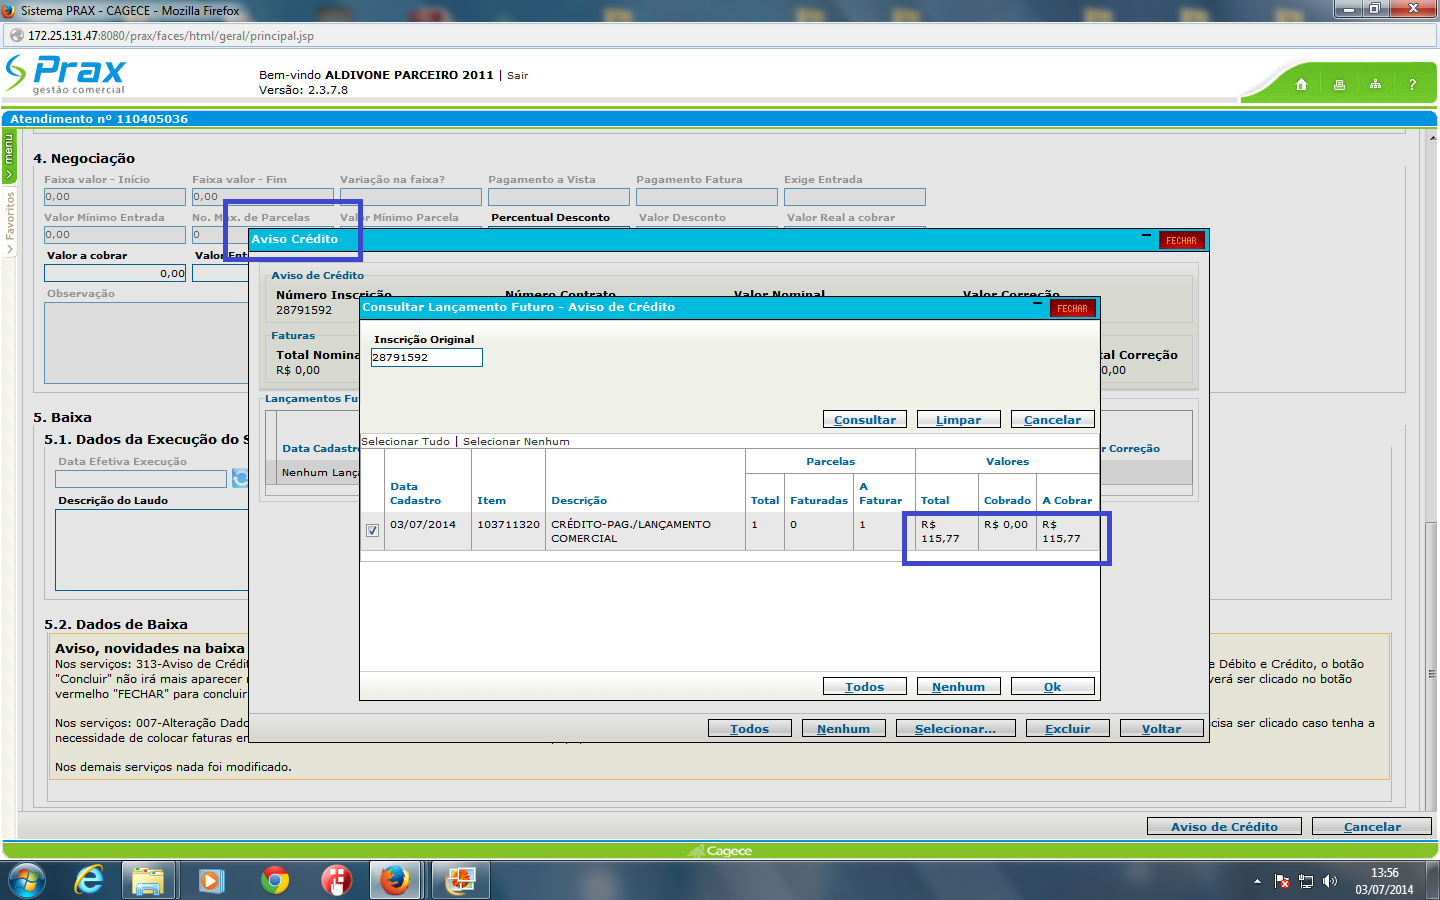 Sistema PRAX - CAGECE - Mozilla Firefox
172.25.131.47:8080/prax/faces/html/geral/principal.jsp
Prax
gestão comercial
Bem-vindo ALDIVONE PARCEIRO 2011 | Sair
Versão: 2.3.7.8
?
Atendimento nº 110405036
menu
Favoritos
4. Negociação
Faixa valor - Início Faixa valor - Fim Variação na faixa? Pagamento a Vista Pagamento Fatura Exige Entrada
0,00 0,00
Valor Mínimo Entrada No. Máx. de Parcelas Valor Mínimo Parcela Percentual Desconto Valor Desconto Valor Real a cobrar
0,00 0
Valor a cobrar Valor Ent
0,00
Observação
Aviso Crédito FECHAR
Aviso de Crédito
Número Inscrição Número Contrato Valor Nominal Valor Correção
28791592
Faturas
Total Nomina tal Correção
R$ 0,00 0,00
Lançamentos Fu
Data Cadastro r Correção
Nenhum Lança
Consultar Lançamento Futuro - Aviso de Crédito FECHAR
Inscrição Original
28791592
Consultar Limpar Cancelar
Selecionar Tudo | Selecionar Nenhum
Parcelas Valores
Data Cadastro Item Descrição Total Faturadas A Faturar Total Cobrado A Cobrar
03/07/2014 103711320 CRÉDITO-PAG./LANÇAMENTO COMERCIAL 1 0 1 R$ 115,77 R$ 0,00 R$ 115,77
Todos Nenhum Ok
Todos Nenhum Selecionar... Excluir Voltar
5. Baixa
5.1. Dados da Execução do S
Data Efetiva Execução
Descrição do Laudo
5.2. Dados de Baixa
Aviso, novidades na baixa
Nos serviços: 313-Aviso de Crédit e Débito e Crédito, o botão
"Concluir" não irá mais aparecer verá ser clicado no botão
vermelho "FECHAR" para concluir
Nos serviços: 007-Alteração Dado cisa ser clicado caso tenha a
necessidade de colocar faturas em
Nos demais serviços nada foi modificado.
Aviso de Crédito Cancelar
Cagece
13:56
03/07/2014